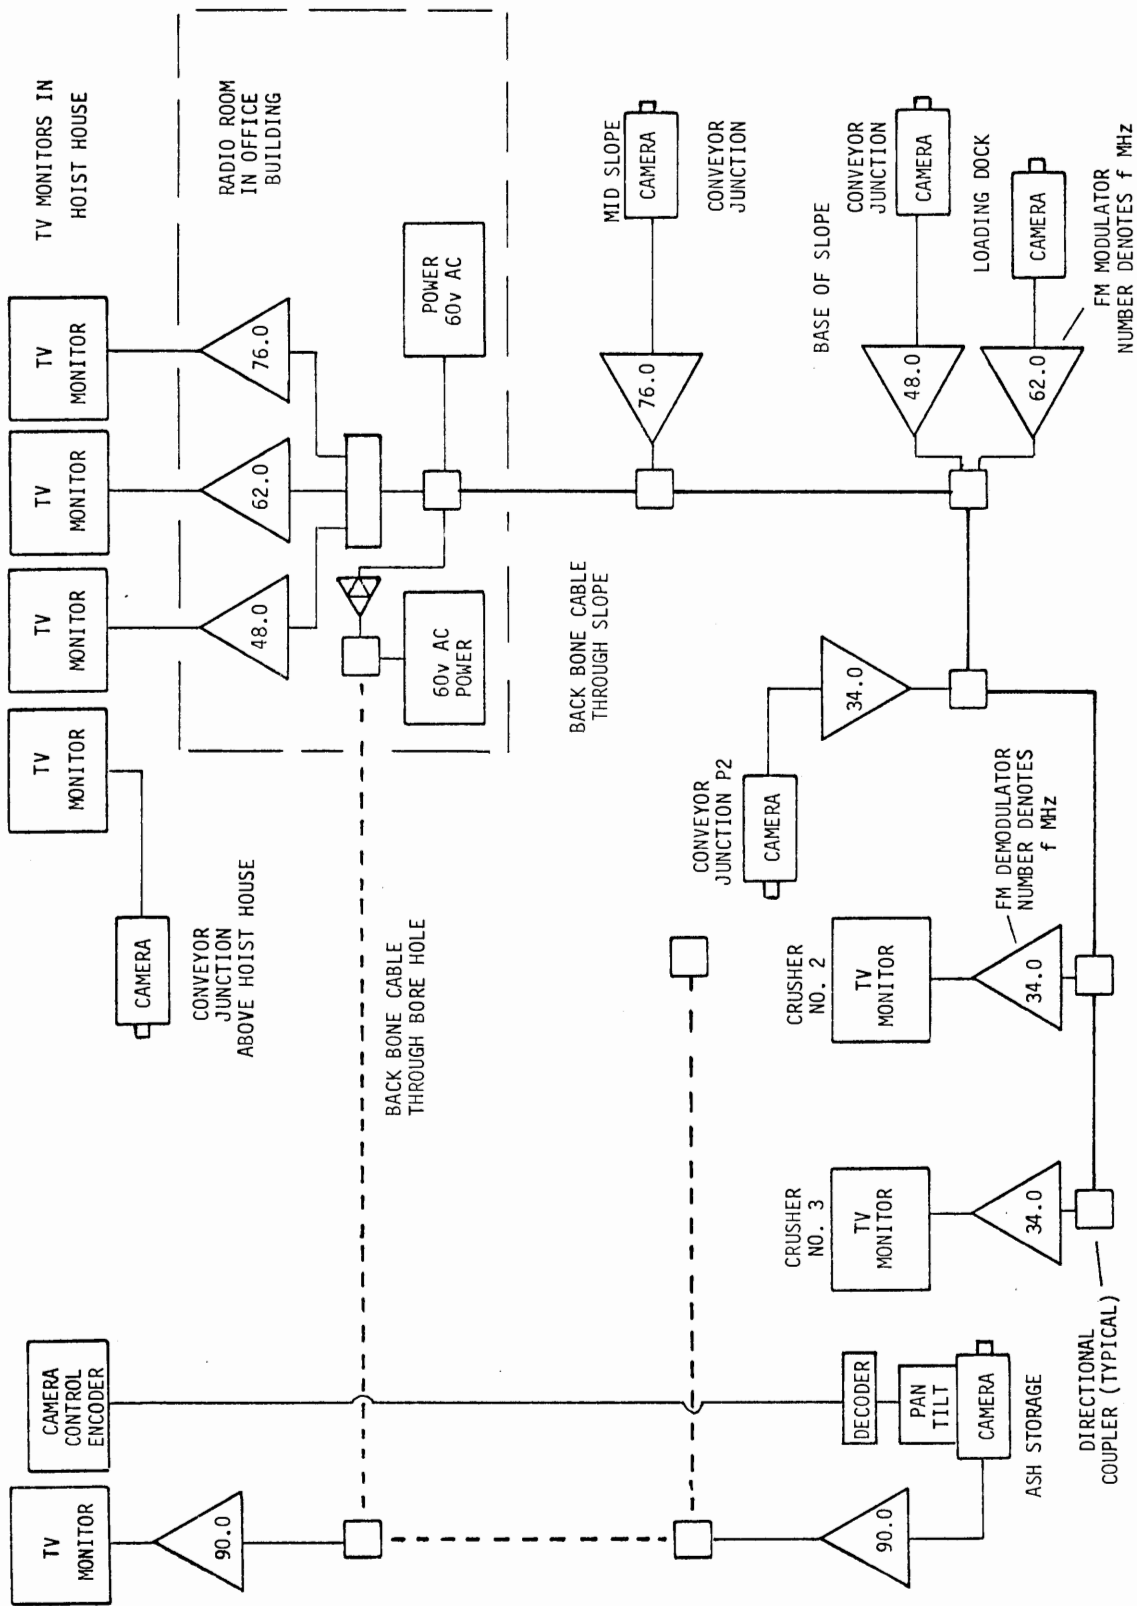 TV
MONITOR
CAMERA
CONTROL
ENCODER
TV
MONITOR
TV
MONITOR
TV
MONITOR
TV
MONITOR
TV MONITORS IN
HOIST HOUSE
CAMERA
CONVEYOR
JUNCTION
ABOVE HOIST HOUSE
90.0
48.0
62.0
76.0
RADIO ROOM
IN OFFICE
BUILDING
BACK BONE CABLE
THROUGH BORE HOLE
60v AC
POWER
POWER
60v AC
BACK BONE CABLE
THROUGH SLOPE
MID SLOPE
CAMERA
76.0
CONVEYOR
JUNCTION
CONVEYOR
JUNCTION P2
CAMERA
34.0
BASE OF SLOPE
CONVEYOR
JUNCTION
CAMERA
48.0
LOADING DOCK
CAMERA
62.0
FM MODULATOR
NUMBER DENOTES f MHz
CRUSHER
NO. 3
TV
MONITOR
34.0
CRUSHER
NO. 2
TV
MONITOR
34.0
FM DEMODULATOR
NUMBER DENOTES
f MHz
DECODER
PAN
TILT
CAMERA
90.0
ASH STORAGE
DIRECTIONAL
COUPLER (TYPICAL)